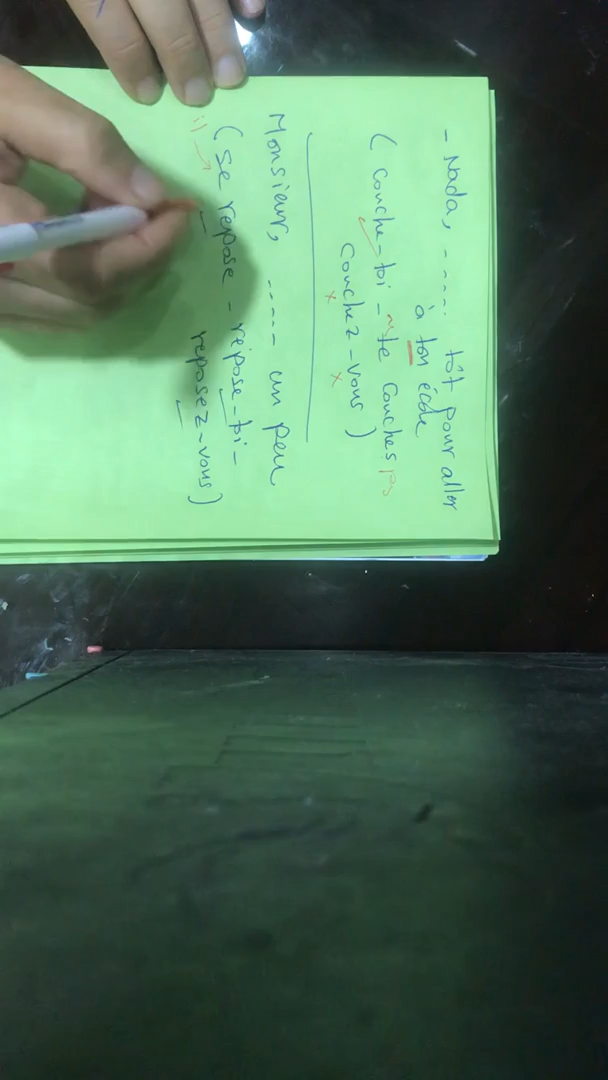 - Nada, ...... tôt pour aller
à ton école
( Couche-toi - te couches
Couchez-vous )
Monsieur, ...... un peu
il →
( se repose - repose-toi -
reposez-vous )